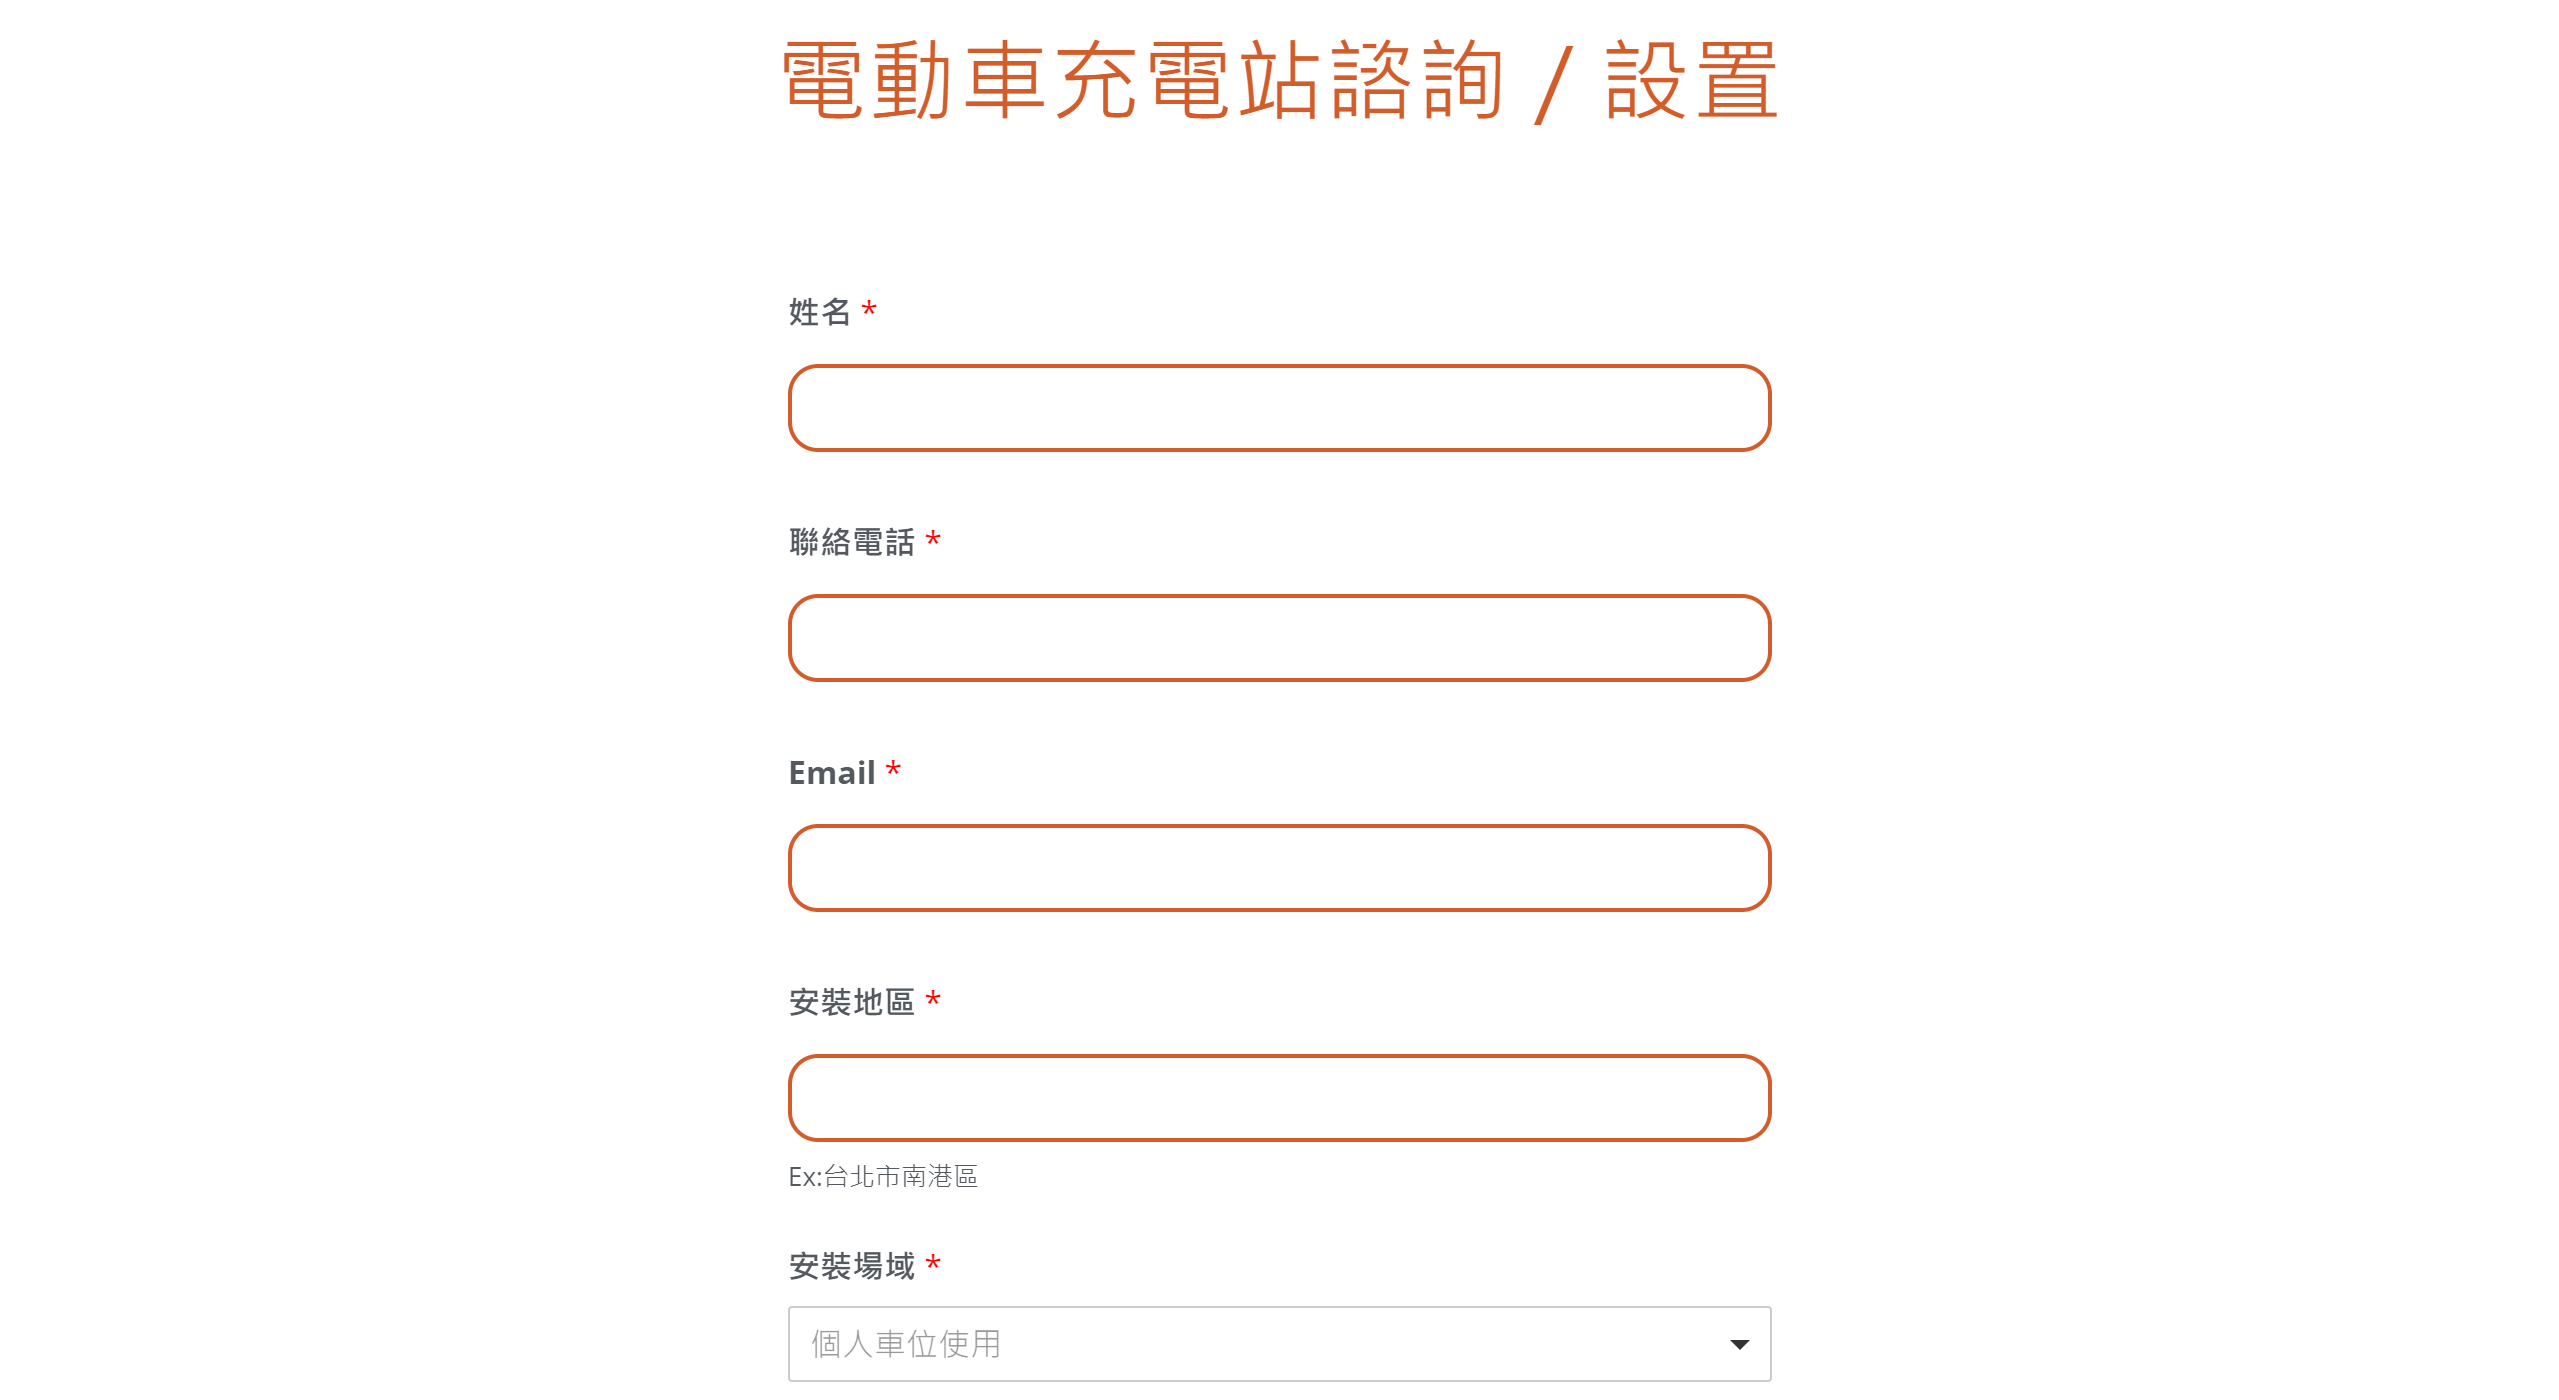 電動車充電站諮詢 / 設置
姓名 *
聯絡電話 *
Email *
安裝地區 *
Ex:台北市南港區
安裝場域 *
個人車位使用